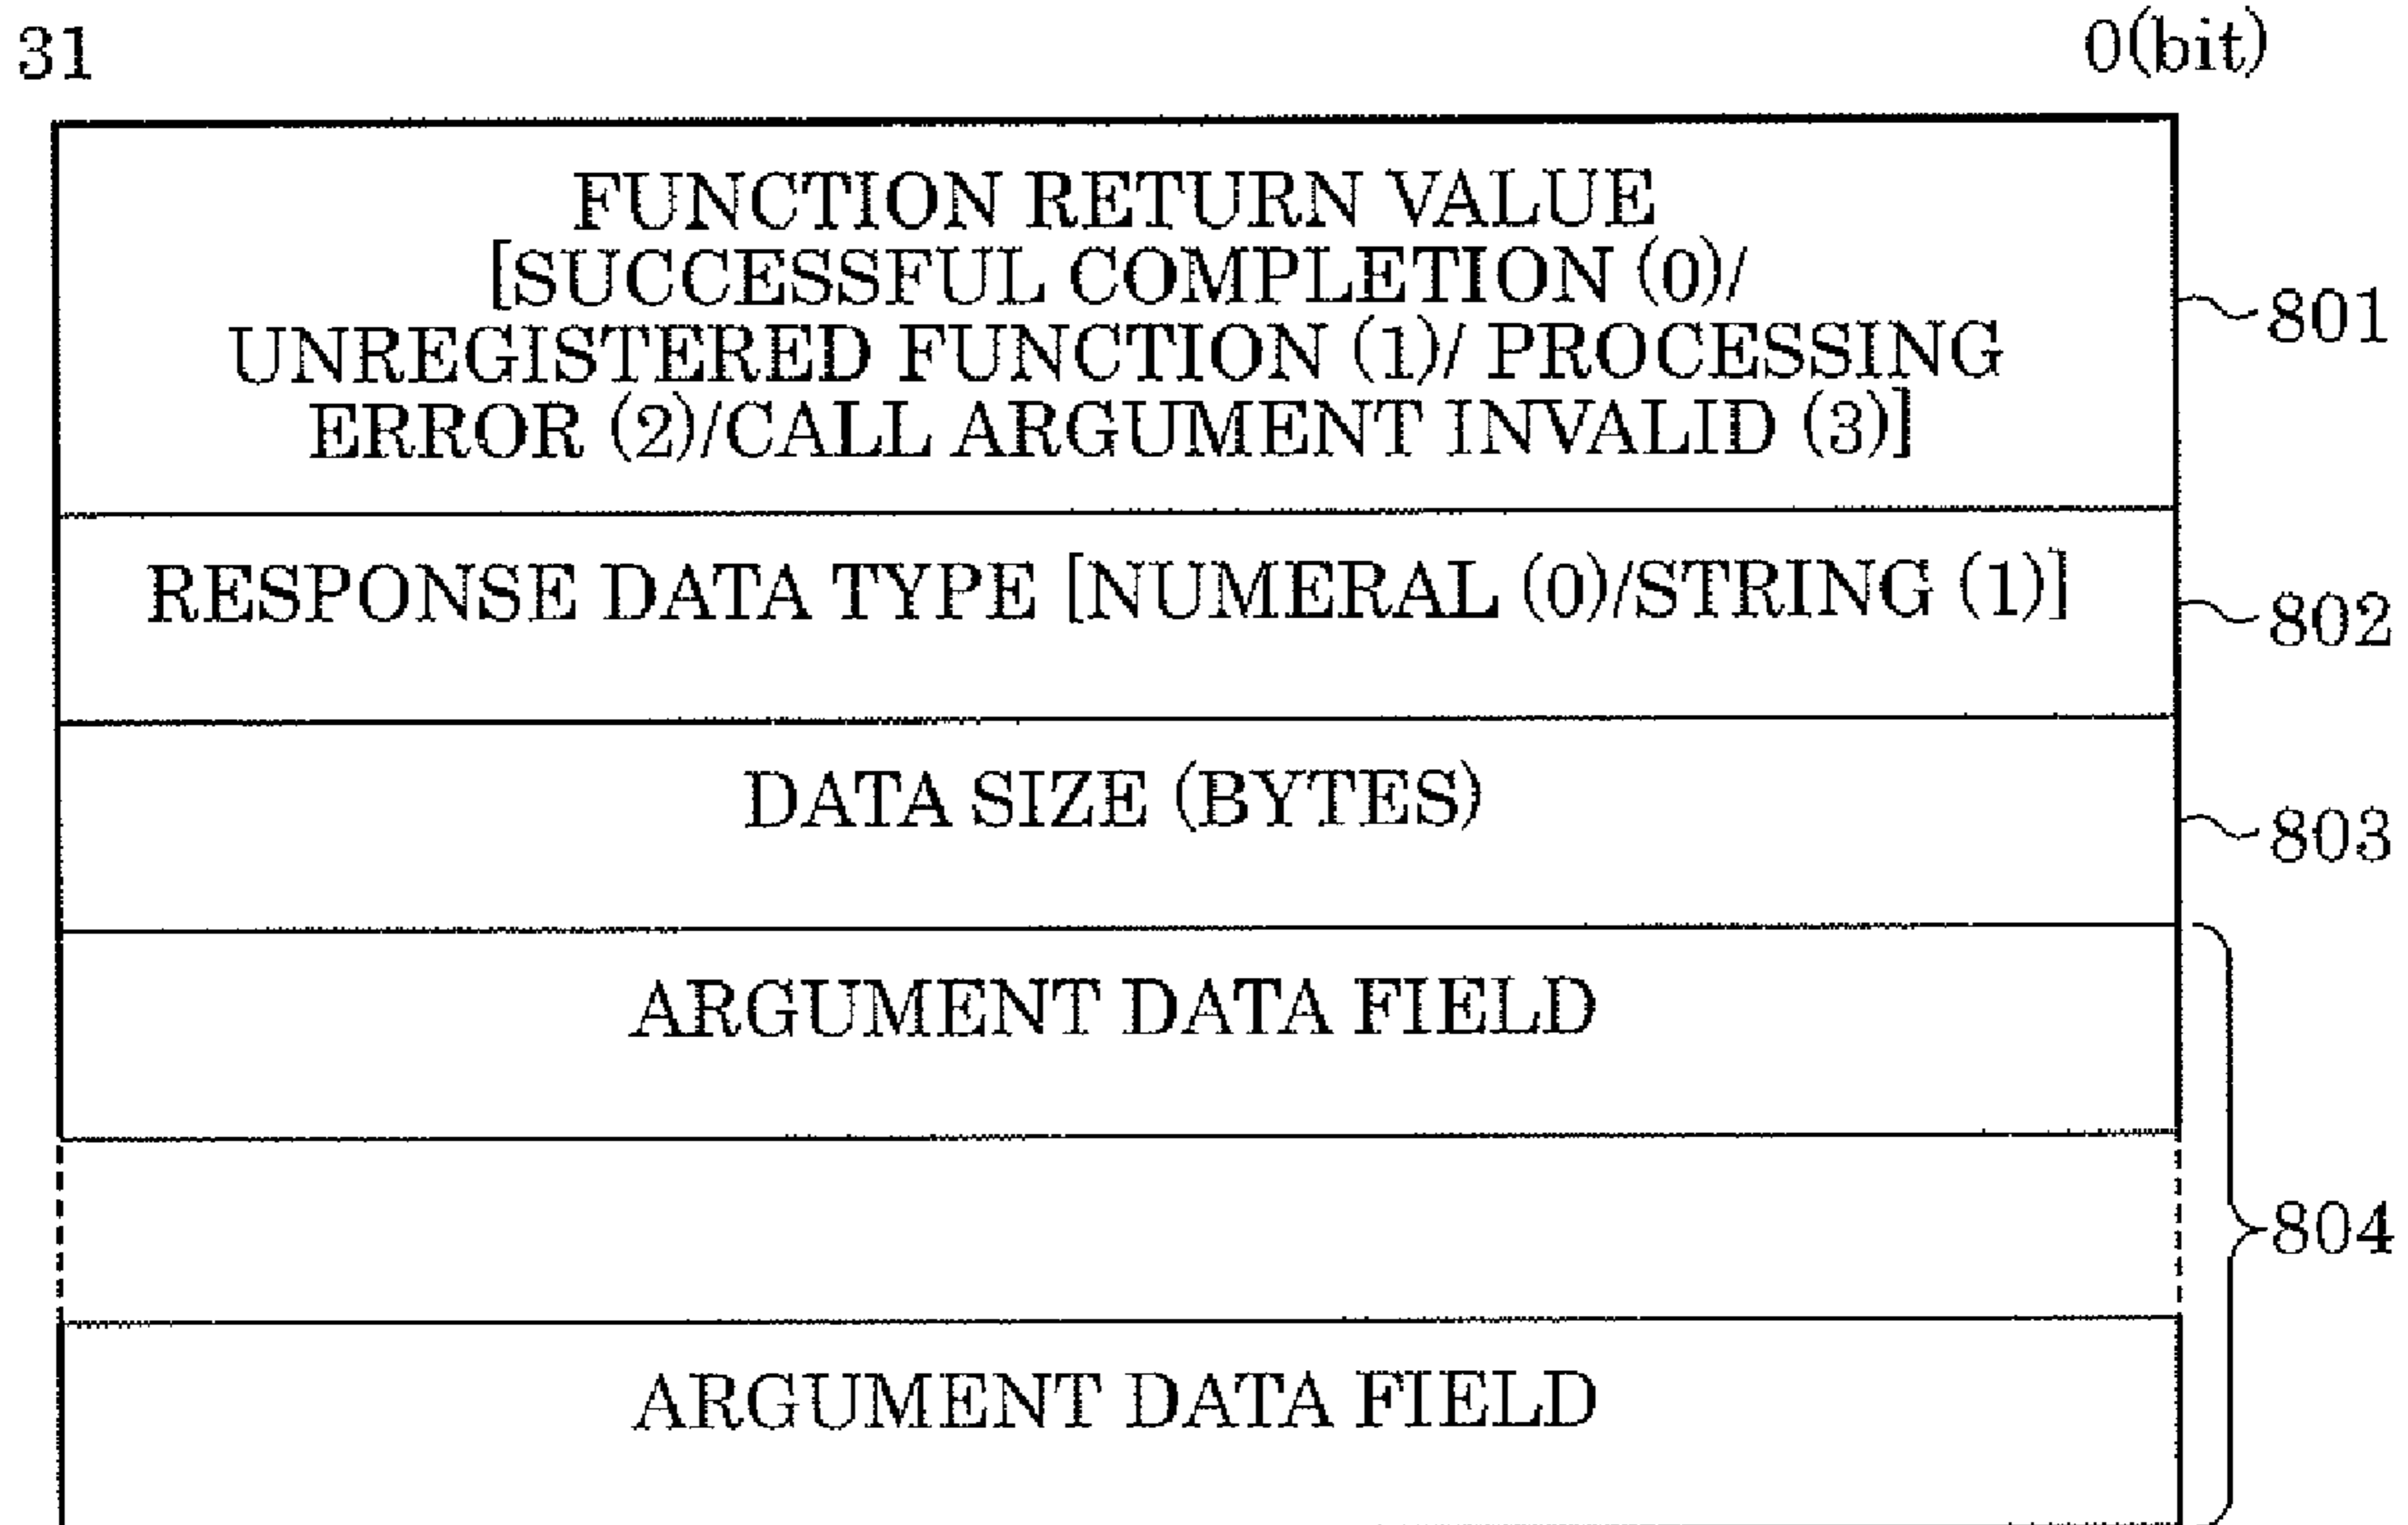 31 0(bit)
FUNCTION RETURN VALUE
[SUCCESSFUL COMPLETION (0)/
UNREGISTERED FUNCTION (1)/ PROCESSING
ERROR (2)/CALL ARGUMENT INVALID (3)]
801
RESPONSE DATA TYPE [NUMERAL (0)/STRING (1)]
802
DATA SIZE (BYTES)
803
ARGUMENT DATA FIELD
804
ARGUMENT DATA FIELD